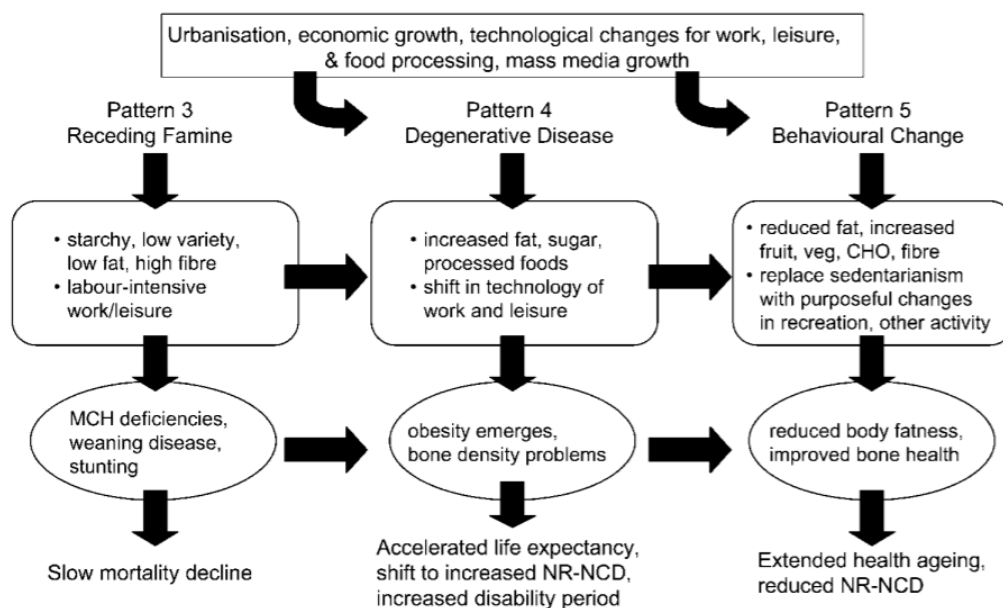 Urbanisation, economic growth, technological changes for work, leisure,
& food processing, mass media growth
Pattern 3
Receding Famine
Pattern 4
Degenerative Disease
Pattern 5
Behavioural Change
• starchy, low variety,
low fat, high fibre
• labour-intensive
work/leisure
• increased fat, sugar,
processed foods
• shift in technology of
work and leisure
• reduced fat, increased
fruit, veg, CHO, fibre
• replace sedentarianism
with purposeful changes
in recreation, other activity
MCH deficiencies,
weaning disease,
stunting
obesity emerges,
bone density problems
reduced body fatness,
improved bone health
Slow mortality decline
Accelerated life expectancy,
shift to increased NR-NCD,
increased disability period
Extended health ageing,
reduced NR-NCD